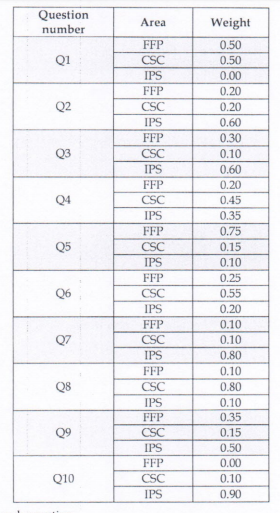 Question number Area Weight
Q1 FFP 0.50
CSC 0.50
IPS 0.00
Q2 FFP 0.20
CSC 0.20
IPS 0.60
Q3 FFP 0.30
CSC 0.10
IPS 0.60
Q4 FFP 0.20
CSC 0.45
IPS 0.35
Q5 FFP 0.75
CSC 0.15
IPS 0.10
Q6 FFP 0.25
CSC 0.55
IPS 0.20
Q7 FFP 0.10
CSC 0.10
IPS 0.80
Q8 FFP 0.10
CSC 0.80
IPS 0.10
Q9 FFP 0.35
CSC 0.15
IPS 0.50
Q10 FFP 0.00
CSC 0.10
IPS 0.90